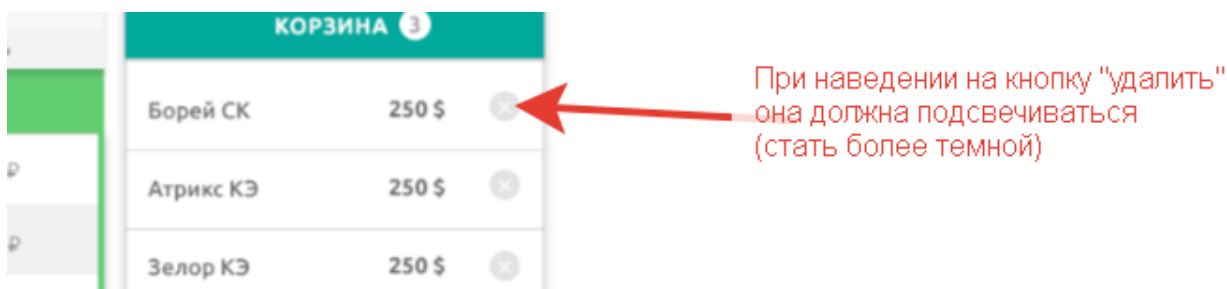 КОРЗИНА 3
Борей СК 250 $
Атрикс КЭ 250 $
Зелор КЭ 250 $
₽
₽
При наведении на кнопку "удалить"
она должна подсвечиваться
(стать более темной)